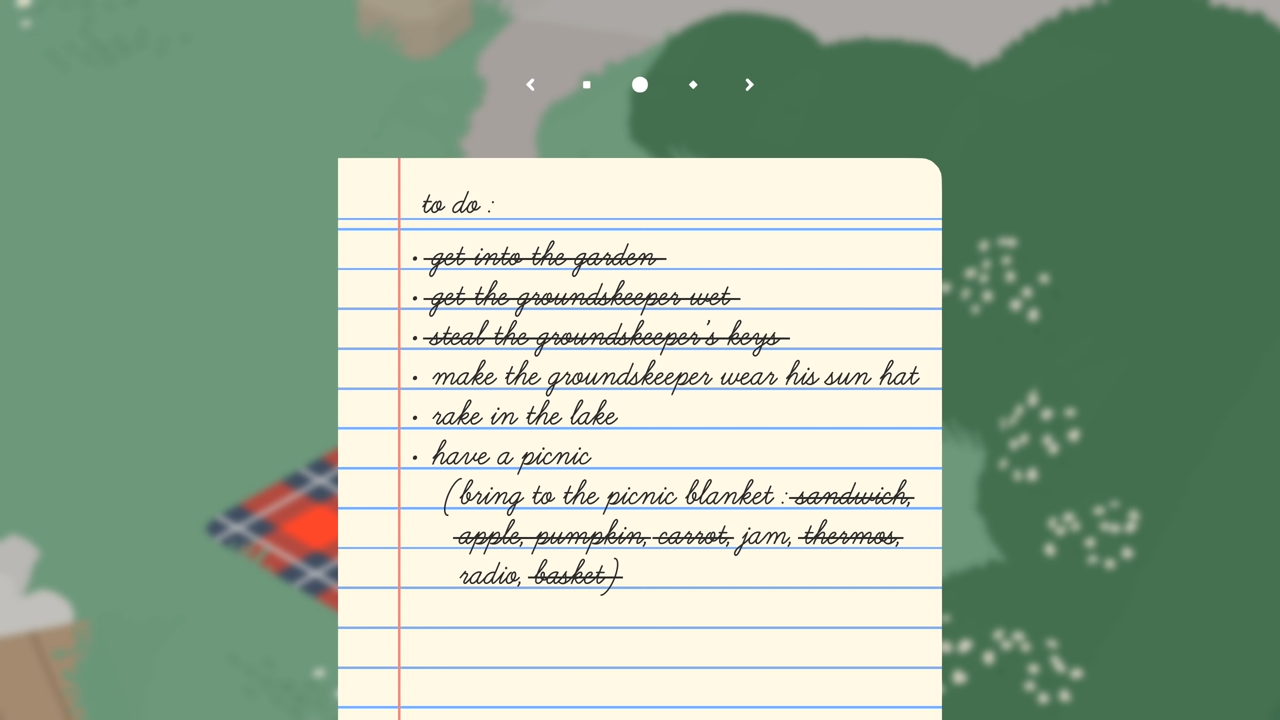 to do :
• get into the garden
• get the groundskeeper wet
• steal the groundskeeper's keys
• make the groundskeeper wear his sun hat
• rake in the lake
• have a picnic
(bring to the picnic blanket : sandwich,
apple, pumpkin, carrot, jam, thermos,
radio, basket)